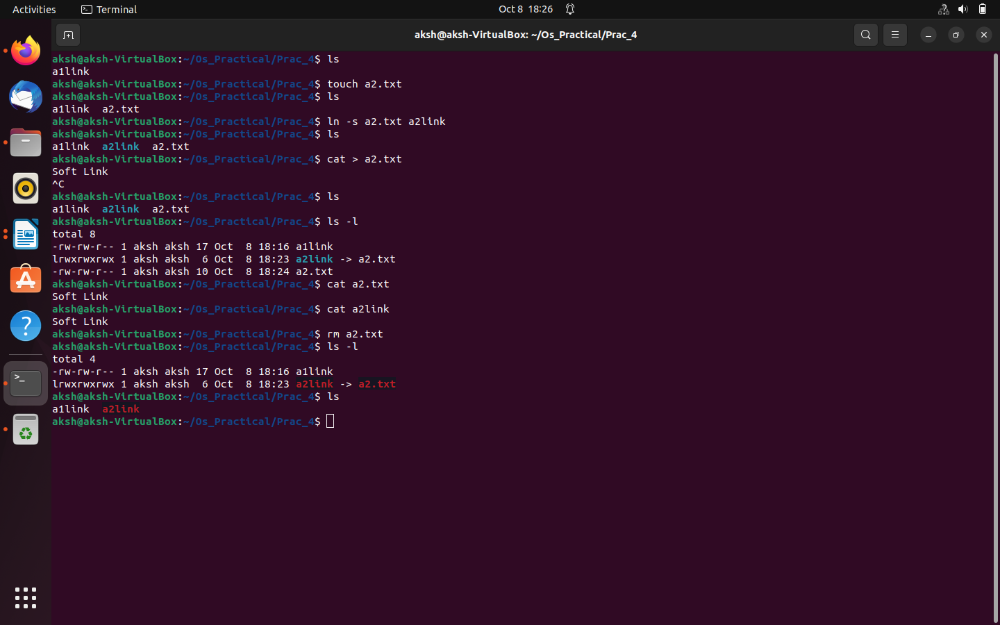 Activities
Terminal
Oct 8 18:26
aksh@aksh-VirtualBox: ~/Os_Practical/Prac_4
aksh@aksh-VirtualBox:~/Os_Practical/Prac_4$ ls
a1link
aksh@aksh-VirtualBox:~/Os_Practical/Prac_4$ touch a2.txt
aksh@aksh-VirtualBox:~/Os_Practical/Prac_4$ ls
a1link  a2.txt
aksh@aksh-VirtualBox:~/Os_Practical/Prac_4$ ln -s a2.txt a2link
aksh@aksh-VirtualBox:~/Os_Practical/Prac_4$ ls
a1link  a2link  a2.txt
aksh@aksh-VirtualBox:~/Os_Practical/Prac_4$ cat > a2.txt
Soft Link
^C
aksh@aksh-VirtualBox:~/Os_Practical/Prac_4$ ls
a1link  a2link  a2.txt
aksh@aksh-VirtualBox:~/Os_Practical/Prac_4$ ls -l
total 8
-rw-rw-r-- 1 aksh aksh 17 Oct  8 18:16 a1link
lrwxrwxrwx 1 aksh aksh  6 Oct  8 18:23 a2link -> a2.txt
-rw-rw-r-- 1 aksh aksh 10 Oct  8 18:24 a2.txt
aksh@aksh-VirtualBox:~/Os_Practical/Prac_4$ cat a2.txt
Soft Link
aksh@aksh-VirtualBox:~/Os_Practical/Prac_4$ cat a2link
Soft Link
aksh@aksh-VirtualBox:~/Os_Practical/Prac_4$ rm a2.txt
aksh@aksh-VirtualBox:~/Os_Practical/Prac_4$ ls -l
total 4
-rw-rw-r-- 1 aksh aksh 17 Oct  8 18:16 a1link
lrwxrwxrwx 1 aksh aksh  6 Oct  8 18:23 a2link -> a2.txt
aksh@aksh-VirtualBox:~/Os_Practical/Prac_4$ ls
a1link  a2link
aksh@aksh-VirtualBox:~/Os_Practical/Prac_4$